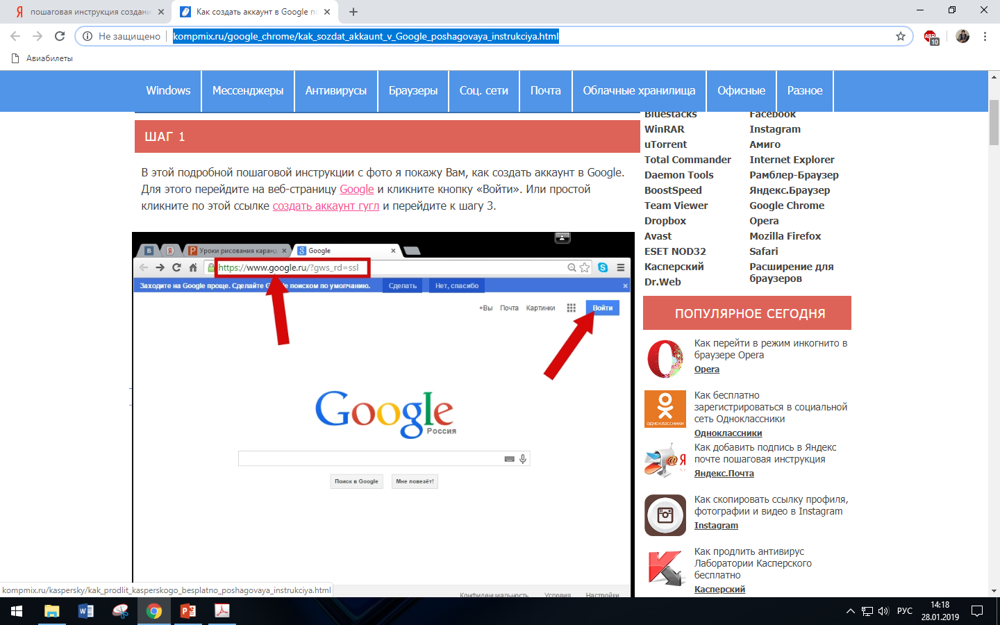 пошаговая инструкция создани
Как создать аккаунт в Google по
Не защищено
kompmix.ru/google_chrome/kak_sozdat_akkaunt_v_Google_poshagovaya_instrukciya.html
ABP
10
Авиабилеты
Windows
Мессенджеры
Антивирусы
Браузеры
Соц. сети
Почта
Облачные хранилища
Офисные
Разное
ШАГ 1
В этой подробной пошаговой инструкции с фото я покажу Вам, как создать аккаунт в Google.
Для этого перейдите на веб-страницу Google и кликните кнопку «Войти». Или простой
кликните по этой ссылке создать аккаунт гугл и перейдите к шагу 3.
Уроки рисования каранд
Google
https://www.google.ru/?gws_rd=ssl
Заходите на Google проще. Сделайте Google поиском по умолчанию.
Сделать
Нет, спасибо
+Вы
Почта
Картинки
Войти
Google
Россия
Поиск в Google
Мне повезёт!
Конфиденциальность
Условия
Настройки
Bluestacks
WinRAR
uTorrent
Total Commander
Daemon Tools
BoostSpeed
Team Viewer
Dropbox
Avast
ESET NOD32
Касперский
Dr.Web
Facebook
Instagram
Амиго
Internet Explorer
Рамблер-Браузер
Яндекс.Браузер
Google Chrome
Opera
Mozilla Firefox
Safari
Расширение для
браузеров
ПОПУЛЯРНОЕ СЕГОДНЯ
Как перейти в режим инкогнито в
браузере Opera
Opera
одноклассники
Как бесплатно
зарегистрироваться в социальной
сеть Одноклассники
Одноклассники
Как добавить подпись в Яндекс
почте пошаговая инструкция
Яндекс.Почта
Как скопировать ссылку профиля,
фотографии и видео в Instagram
Instagram
Как продлить антивирус
Лаборатории Касперского
бесплатно
Касперский
kompmix.ru/kaspersky/kak_prodlit_kasperskogo_besplatno_poshagovaya_instrukciya.html
РУС
14:18
28.01.2019